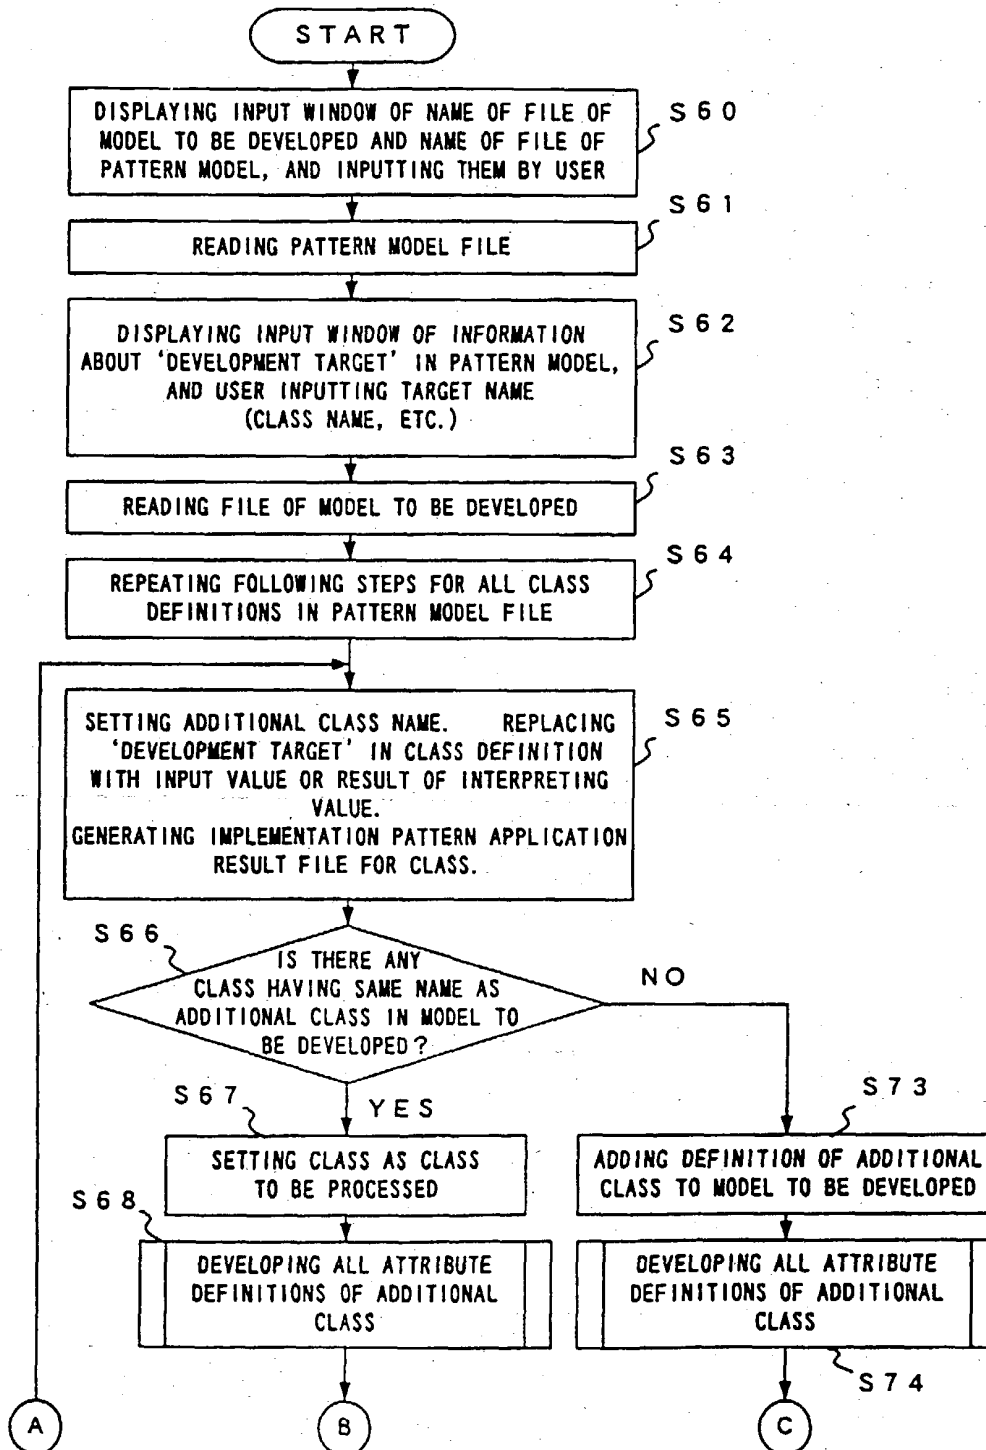 START
DISPLAYING INPUT WINDOW OF NAME OF FILE OF
MODEL TO BE DEVELOPED AND NAME OF FILE OF
PATTERN MODEL, AND INPUTTING THEM BY USER
S60
S61
READING PATTERN MODEL FILE
S62
DISPLAYING INPUT WINDOW OF INFORMATION
ABOUT 'DEVELOPMENT TARGET' IN PATTERN MODEL,
AND USER INPUTTING TARGET NAME
(CLASS NAME, ETC.)
S63
READING FILE OF MODEL TO BE DEVELOPED
S64
REPEATING FOLLOWING STEPS FOR ALL CLASS
DEFINITIONS IN PATTERN MODEL FILE
S65
SETTING ADDITIONAL CLASS NAME. REPLACING
'DEVELOPMENT TARGET' IN CLASS DEFINITION
WITH INPUT VALUE OR RESULT OF INTERPRETING
VALUE.
GENERATING IMPLEMENTATION PATTERN APPLICATION
RESULT FILE FOR CLASS.
S66
IS THERE ANY
CLASS HAVING SAME NAME AS
ADDITIONAL CLASS IN MODEL TO
BE DEVELOPED?
NO
YES
S67
SETTING CLASS AS CLASS
TO BE PROCESSED
S73
ADDING DEFINITION OF ADDITIONAL
CLASS TO MODEL TO BE DEVELOPED
S68
DEVELOPING ALL ATTRIBUTE
DEFINITIONS OF ADDITIONAL
CLASS
DEVELOPING ALL ATTRIBUTE
DEFINITIONS OF ADDITIONAL
CLASS
S74
A
B
C